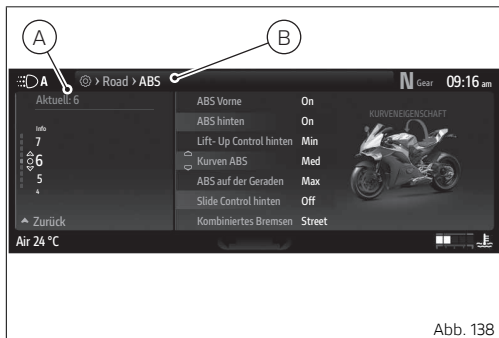 A
B
A Road > ABS N Gear 09:16 am
Aktuell: 6
Info
7
6
5
4
Zurück
ABS Vorne On
ABS hinten On
Lift- Up Control hinten Min
Kurven ABS Med
ABS auf der Geraden Max
Slide Control hinten Off
Kombiniertes Bremsen Street
KURVENEIGENSCHAFT
Air 24 °C
Abb. 138